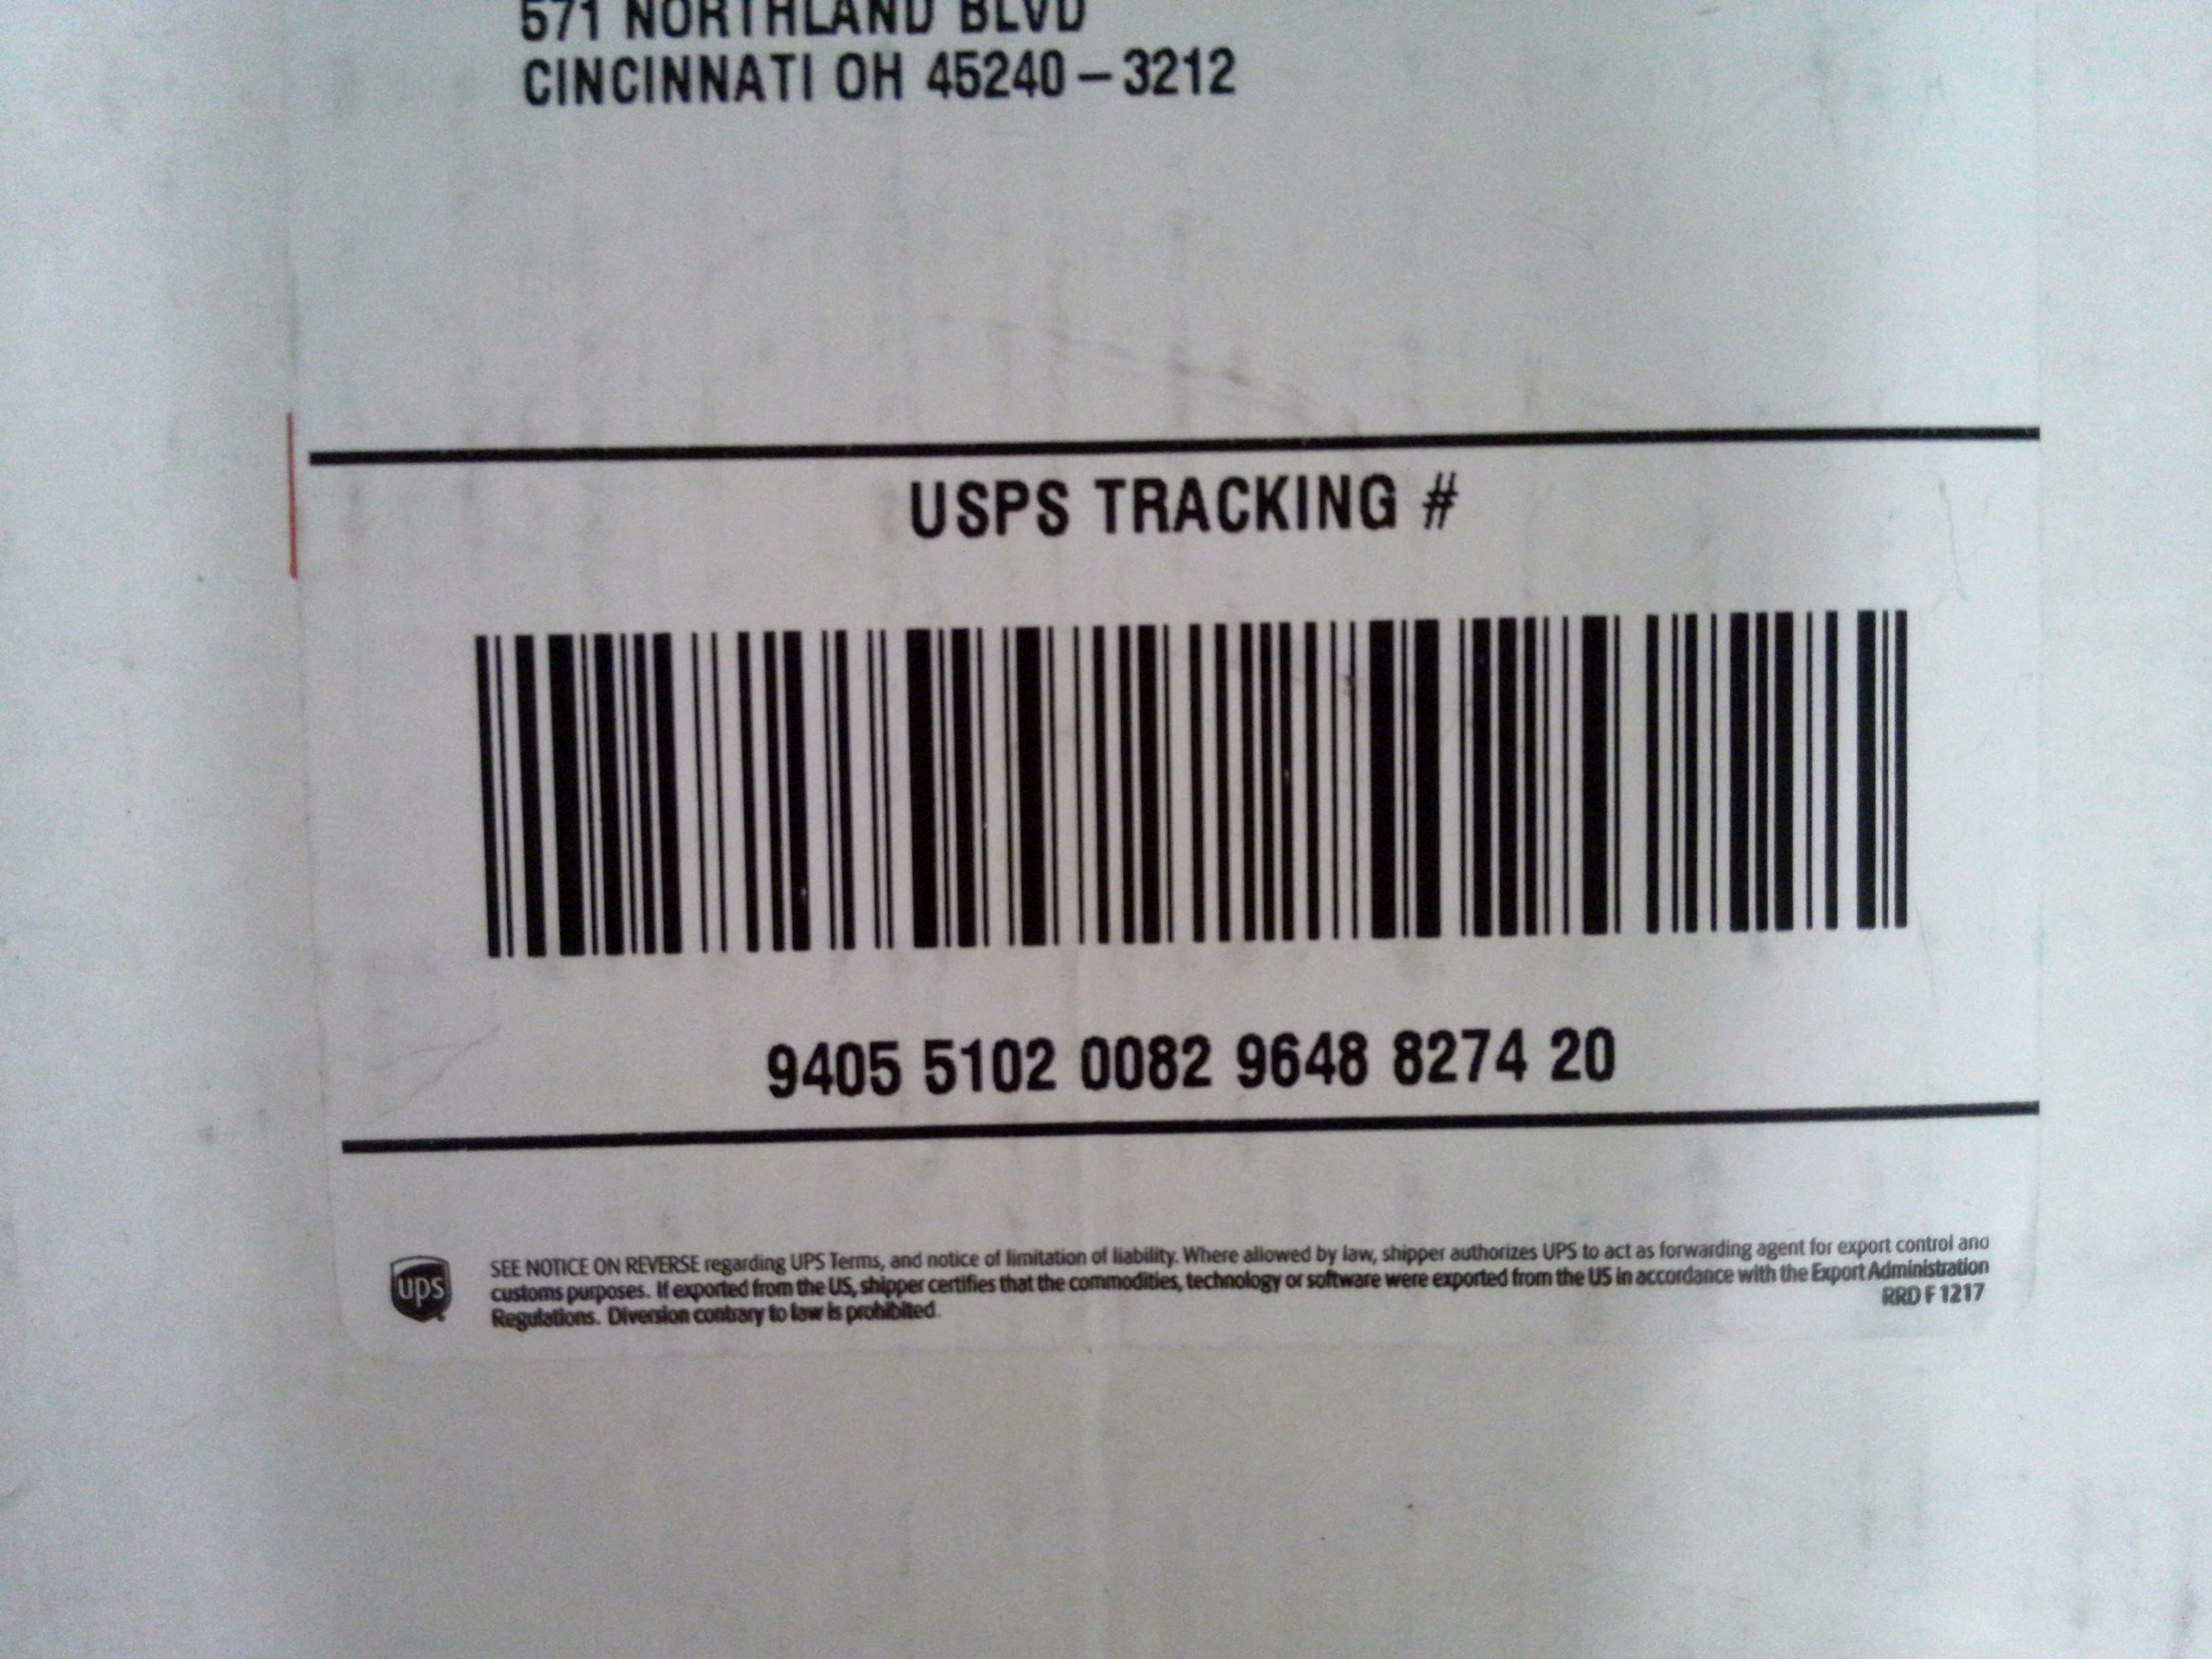 571 NORTHLAND BLVD
CINCINNATI OH 45240-3212
USPS TRACKING #
9405 5102 0082 9648 8274 20
ups
SEE NOTICE ON REVERSE regarding UPS Terms, and notice of limitation of liability. Where allowed by law, shipper authorizes UPS to act as forwarding agent for export control and
customs purposes. If exported from the US, shipper certifies that the commodities, technology or software were exported from the US in accordance with the Export Administration
Regulations. Diversion contrary to law is prohibited.
RRD F 1217